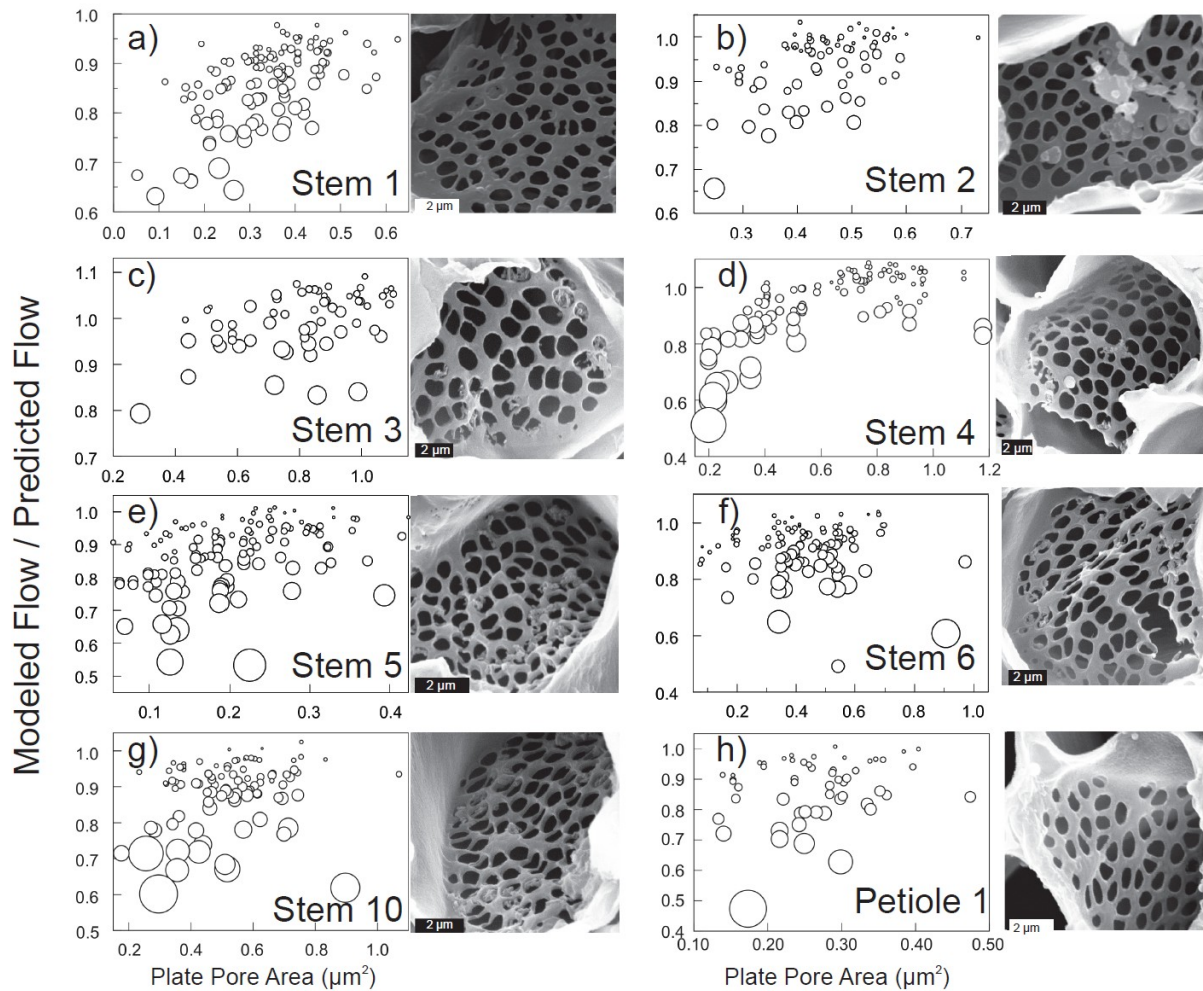 Modeled Flow / Predicted Flow
a)
1.0
0.9
0.8
0.7
0.6
0.0 0.1 0.2 0.3 0.4 0.5 0.6
Stem 1
2 µm
b)
1.0
0.9
0.8
0.7
0.6
0.3 0.4 0.5 0.6 0.7
Stem 2
2 µm
c)
1.1
1.0
0.9
0.8
0.7
0.2 0.4 0.6 0.8 1.0
Stem 3
2 µm
d)
1.0
0.8
0.6
0.4
0.2 0.4 0.6 0.8 1.0 1.2
Stem 4
2 µm
e)
1.0
0.9
0.8
0.7
0.6
0.5
0.1 0.2 0.3 0.4
Stem 5
2 µm
f)
1.0
0.8
0.6
0.4
0.2 0.4 0.6 0.8 1.0
Stem 6
2 µm
g)
1.0
0.9
0.8
0.7
0.6
0.5
0.2 0.4 0.6 0.8 1.0
Stem 10
2 µm
Plate Pore Area (µm²)
h)
1.0
0.9
0.8
0.7
0.6
0.5
0.4
0.10 0.20 0.30 0.40 0.50
Petiole 1
2 µm
Plate Pore Area (µm²)